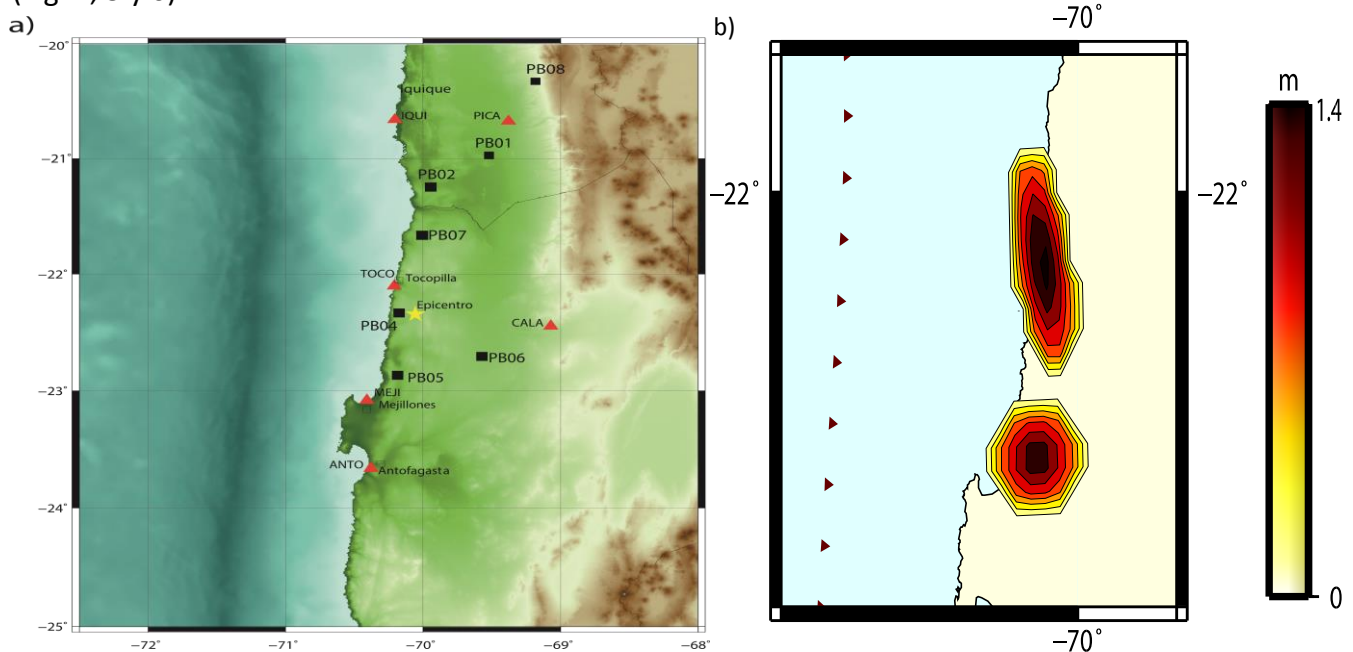 a)
b)
−20°
−21°
−22°
−23°
−24°
−25°
−72°
−71°
−70°
−69°
−68°
Iquique
IQUI
PICA
PB08
PB01
PB02
PB07
TOCO
Tocopilla
Epicentro
PB04
CALA
PB06
PB05
MEJI
Mejillones
ANTO
Antofagasta
−70°
−22°
−22°
−70°
m
1.4
0